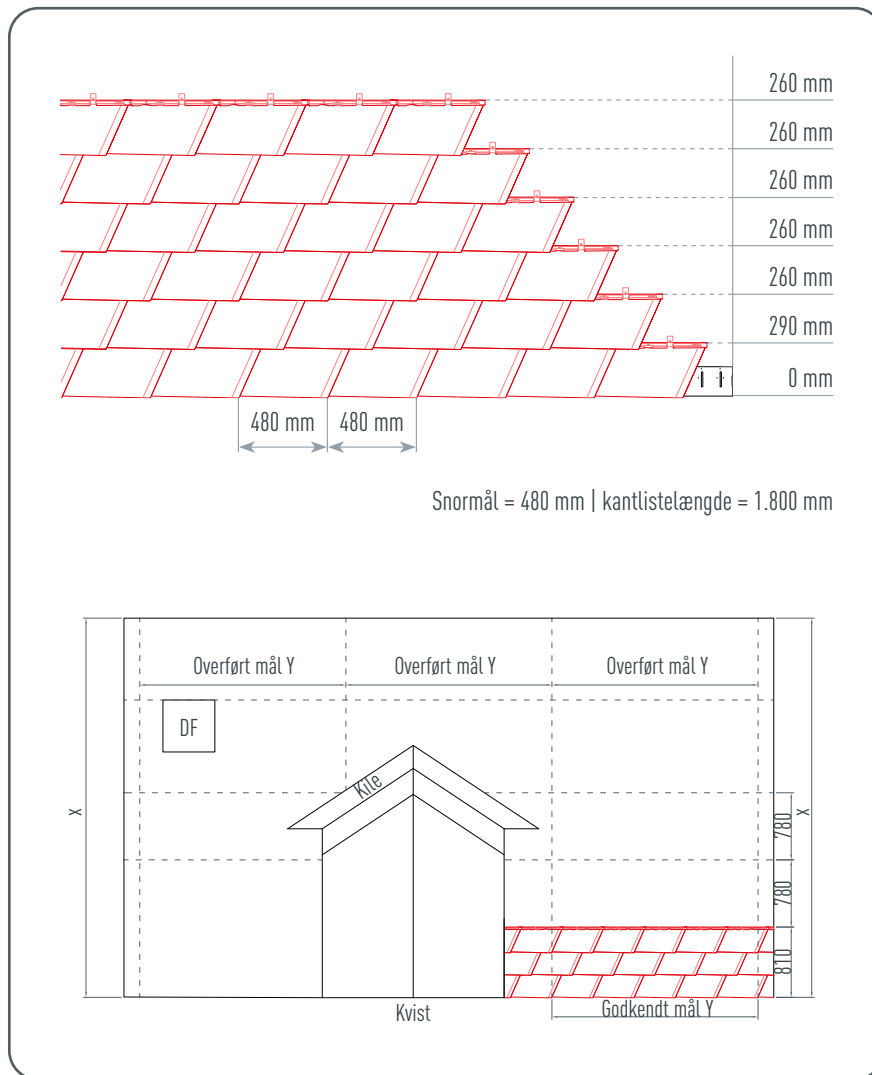 260 mm
260 mm
260 mm
260 mm
260 mm
290 mm
0 mm
480 mm 480 mm
Snormål = 480 mm | kantlistelængde = 1.800 mm
Overført mål Y Overført mål Y Overført mål Y
DF
Kile
x x
780
780
810
Kvist
Godkendt mål Y